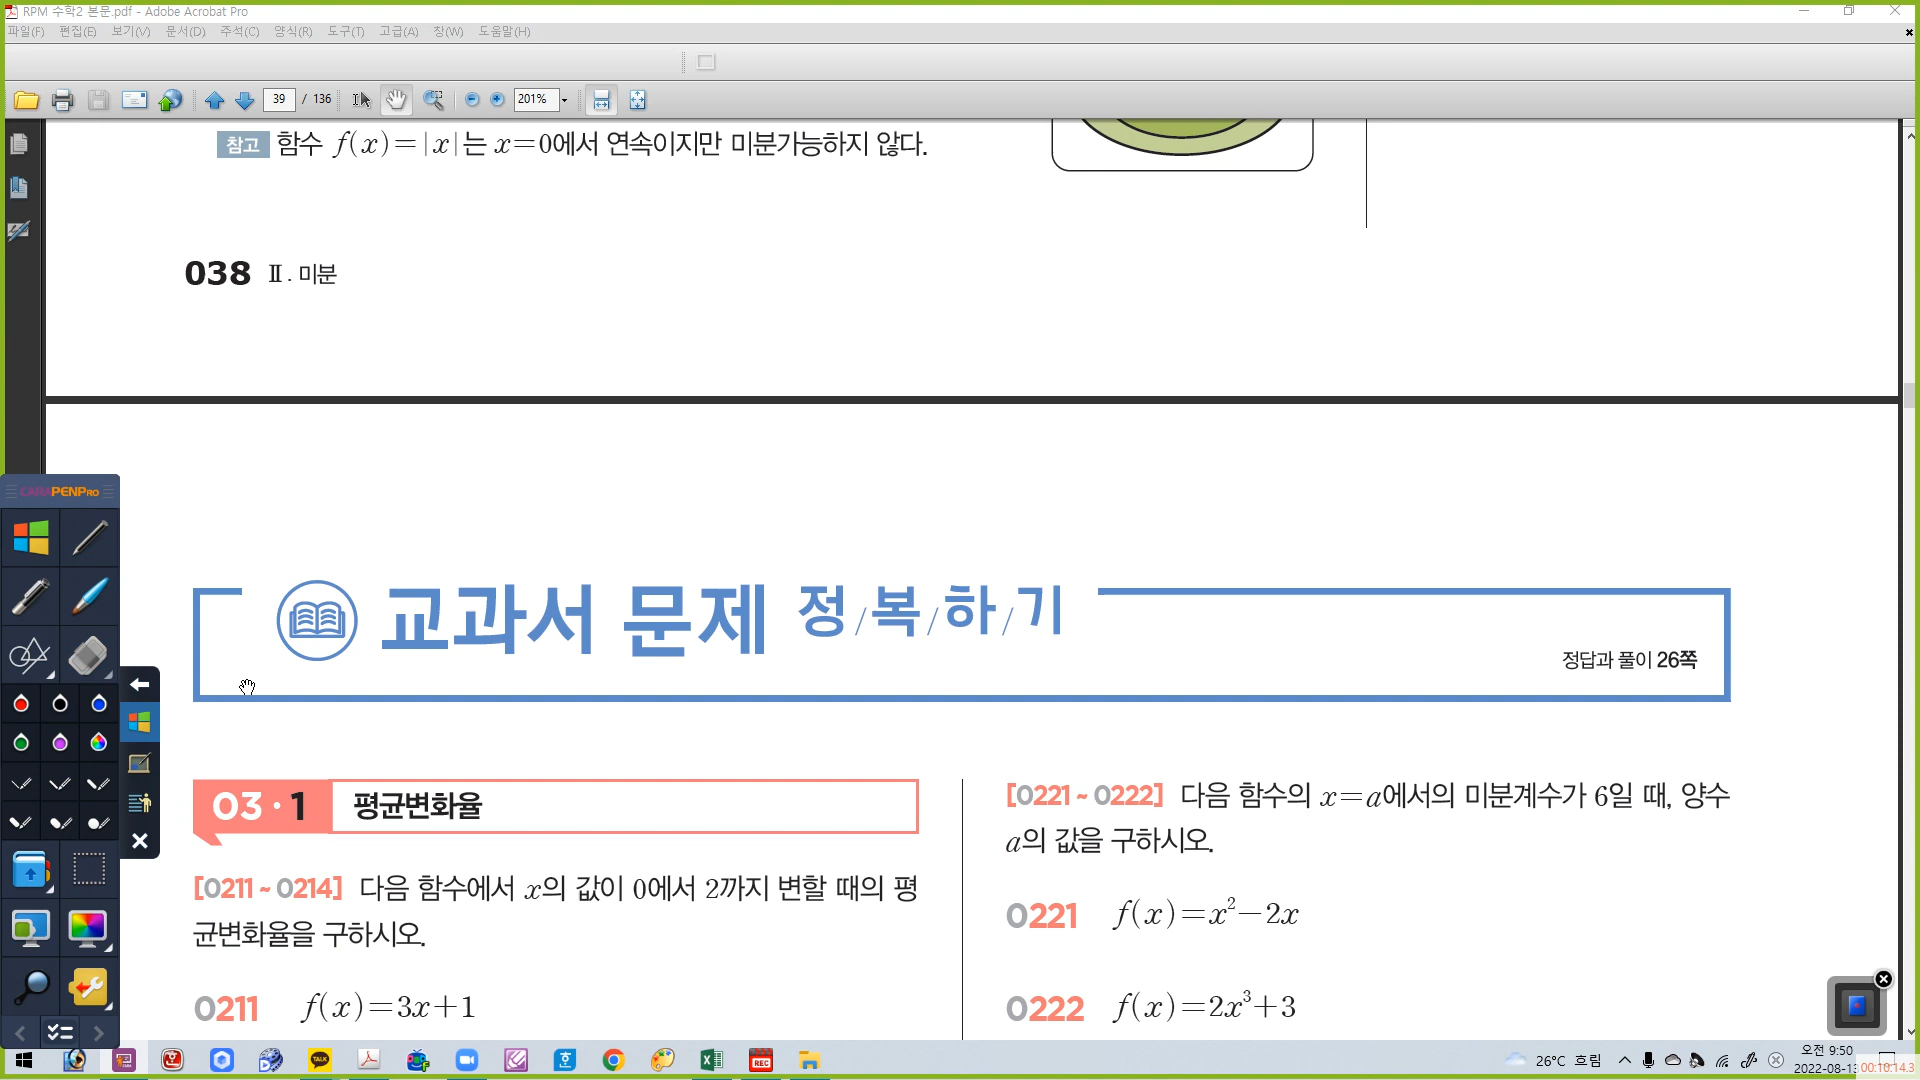 RPM 수학2 본문.pdf - Adobe Acrobat Pro
파일(F) 편집(E) 보기(V) 문서(D) 주석(C) 양식(R) 도구(T) 고급(A) 창(W) 도움말(H)
39 / 136 201%
참고 함수 f(x)=|x|는 x=0에서 연속이지만 미분가능하지 않다.
038 Ⅱ. 미분
CARAPENPRO
교과서 문제 정/복/하/기
정답과 풀이 26쪽
03·1 평균변화율
[0211 ~ 0214] 다음 함수에서 x의 값이 0에서 2까지 변할 때의 평
균변화율을 구하시오.
0211 f(x)=3x+1
[0221 ~ 0222] 다음 함수의 x=a에서의 미분계수가 6일 때, 양수
a의 값을 구하시오.
0221 f(x)=x²-2x
0222 f(x)=2x³+3
TALK
REC
26°C 흐림
오전 9:50
2022-08-13
00:10:14.3